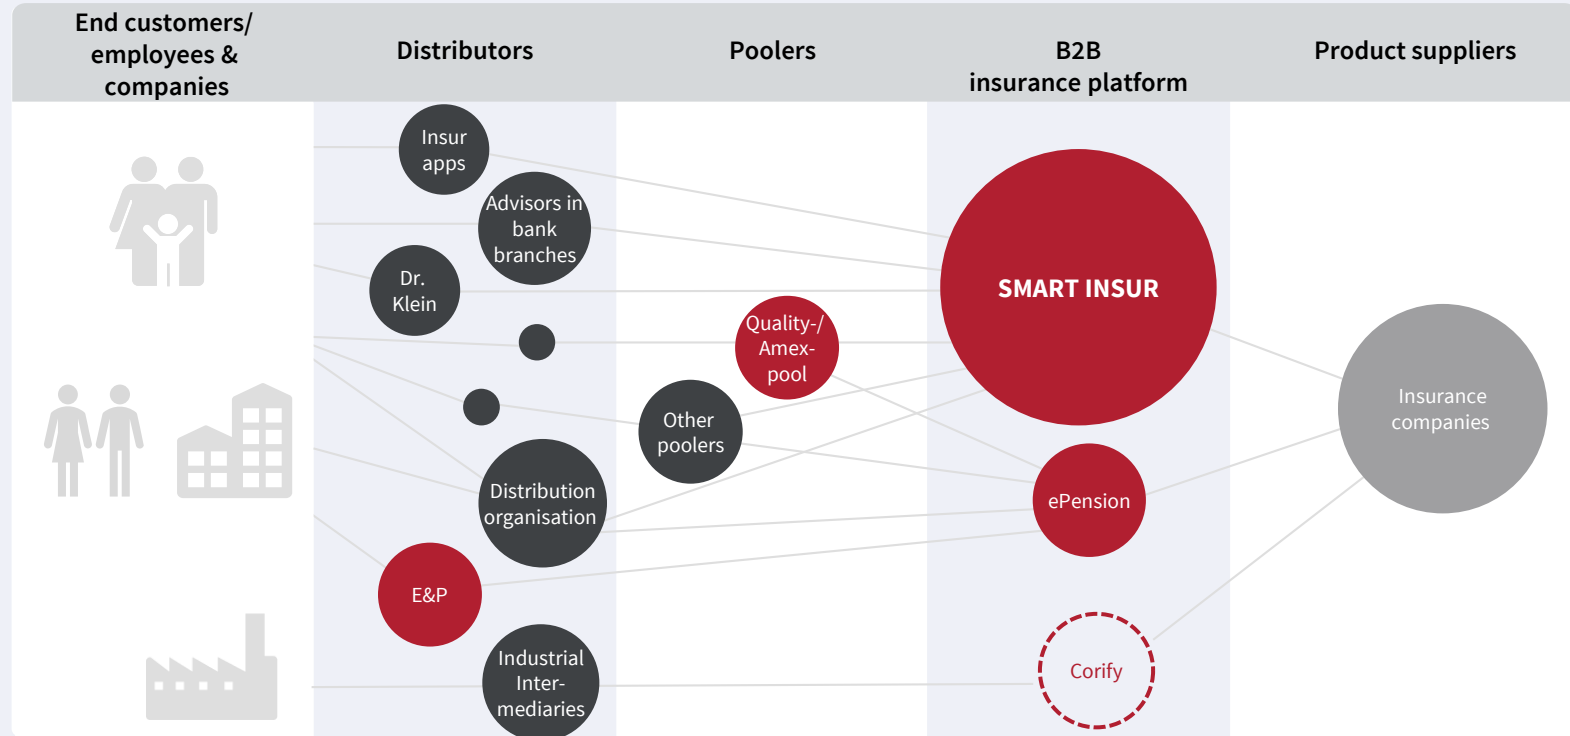 End customers/
employees &
companies
Distributors
Poolers
B2B
insurance platform
Product suppliers
Insur
apps
Advisors in
bank
branches
Dr.
Klein
Quality-/
Amex-
pool
Other
poolers
Distribution
organisation
E&P
Industrial
Inter-
mediaries
SMART INSUR
ePension
Corify
Insurance
companies